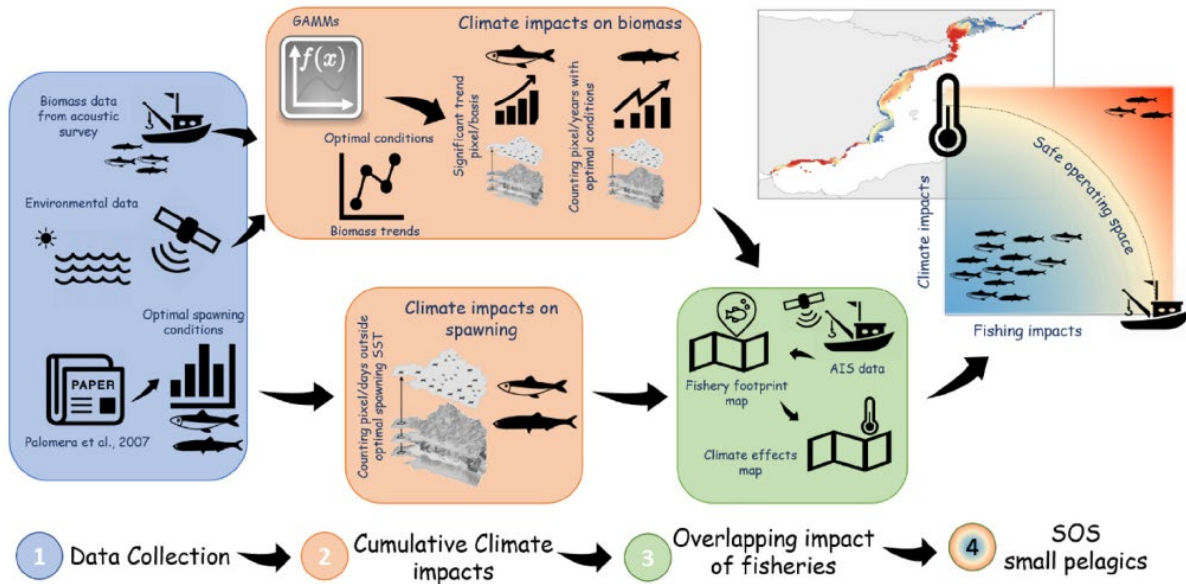 Biomass data
from acoustic
survey
Environmental data
Optimal spawning
conditions
PAPER
Palomera et al., 2007
GAMMs
f(x)
Optimal conditions
Biomass trends
Climate impacts on biomass
Significant trend
pixel/basis
Counting pixel/years with
optimal conditions
Climate impacts on
spawning
Counting pixel/days outside
optimal spawning SST
Fishery footprint
map
AIS data
Climate effects
map
Climate impacts
Safe operating space
Fishing impacts
1 Data Collection
2 Cumulative Climate
impacts
3 Overlapping impact
of fisheries
4 SOS
small pelagics